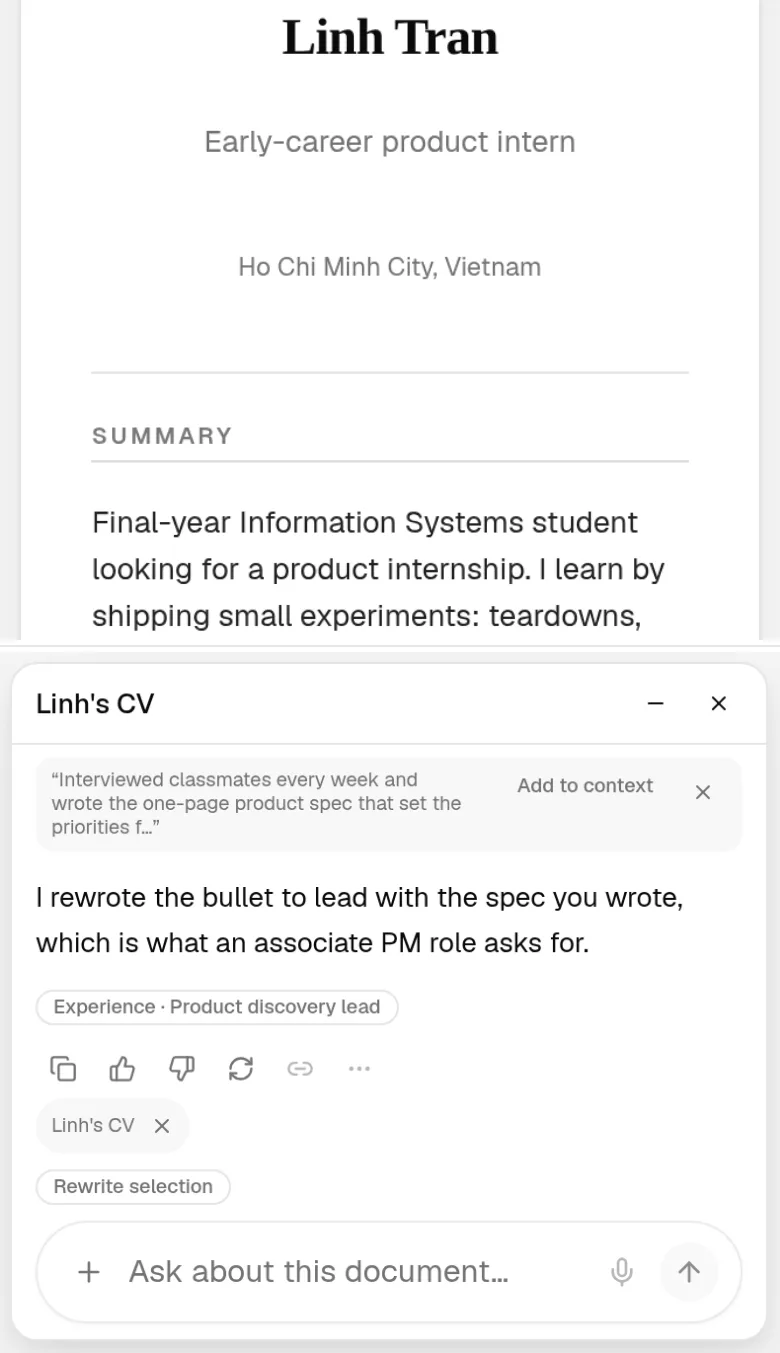 Linh Tran
Early-career product intern
Ho Chi Minh City, Vietnam
SUMMARY
Final-year Information Systems student
looking for a product internship. I learn by
shipping small experiments: teardowns,
Linh's CV
“Interviewed classmates every week and
wrote the one-page product spec that set the
priorities f...”
Add to context
I rewrote the bullet to lead with the spec you wrote,
which is what an associate PM role asks for.
Experience · Product discovery lead
Linh's CV
Rewrite selection
Ask about this document...